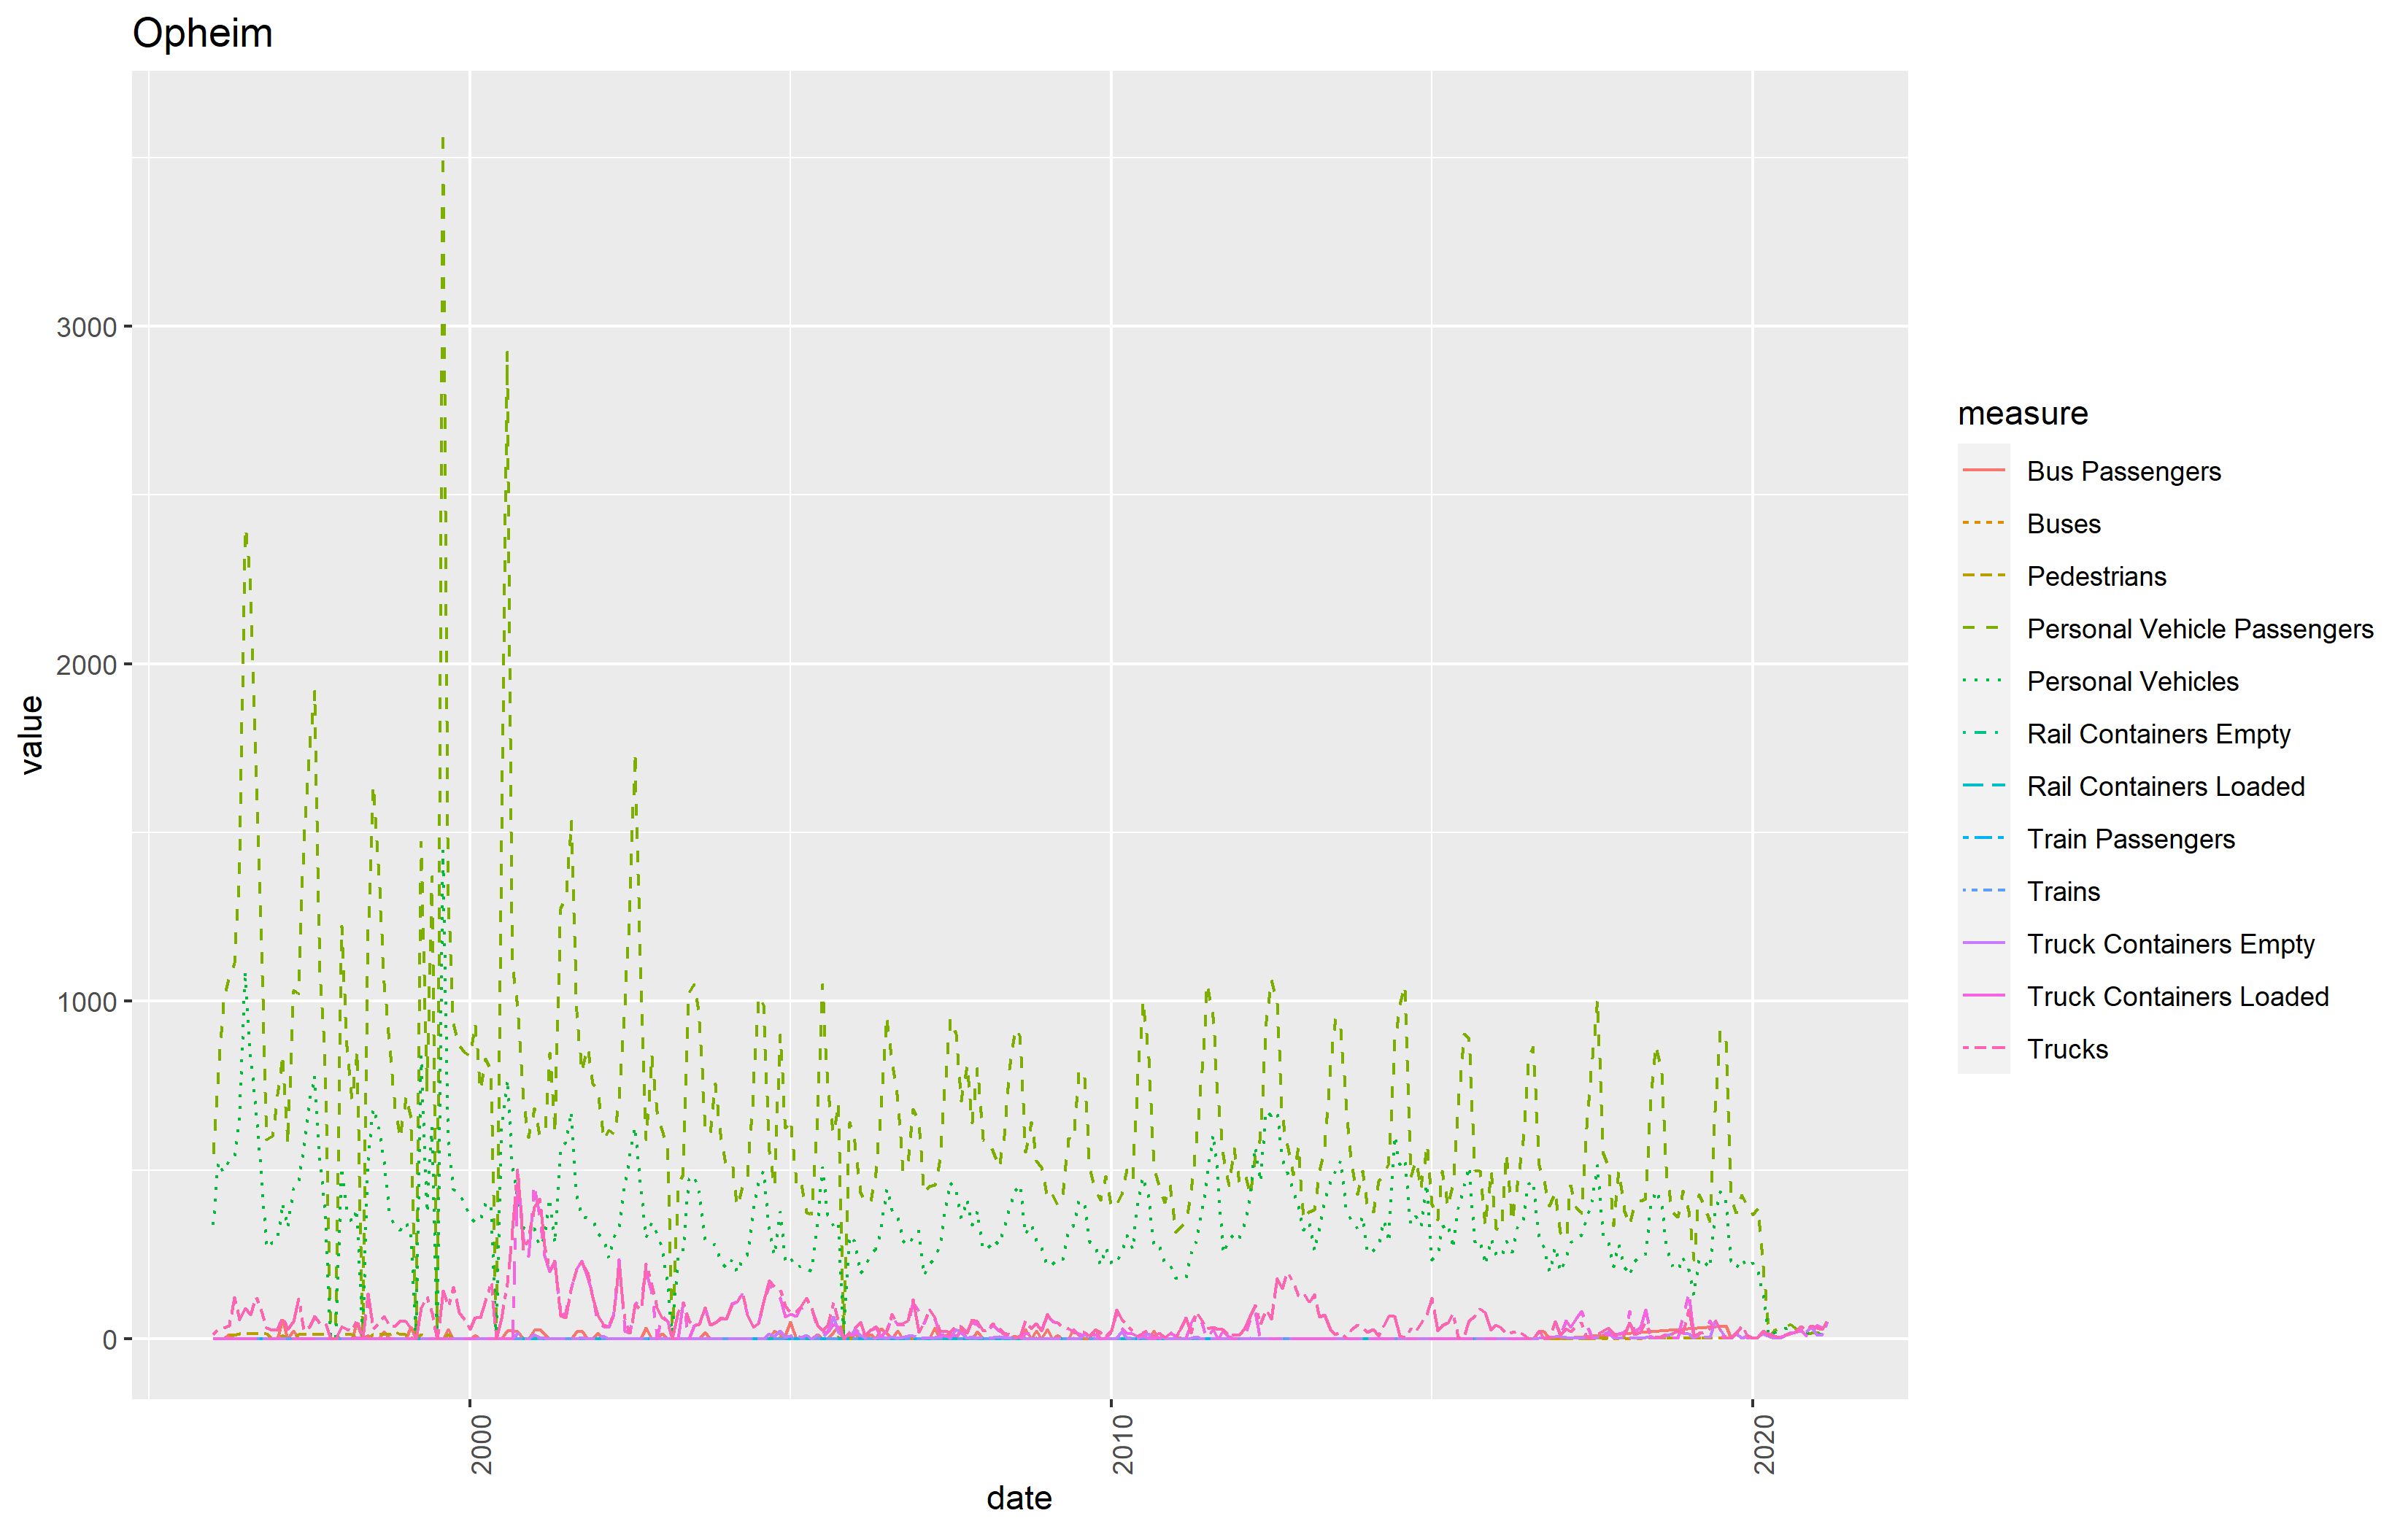 Opheim
value
3000
2000
1000
0
2000
2010
2020
date
measure
Bus Passengers
Buses
Pedestrians
Personal Vehicle Passengers
Personal Vehicles
Rail Containers Empty
Rail Containers Loaded
Train Passengers
Trains
Truck Containers Empty
Truck Containers Loaded
Trucks